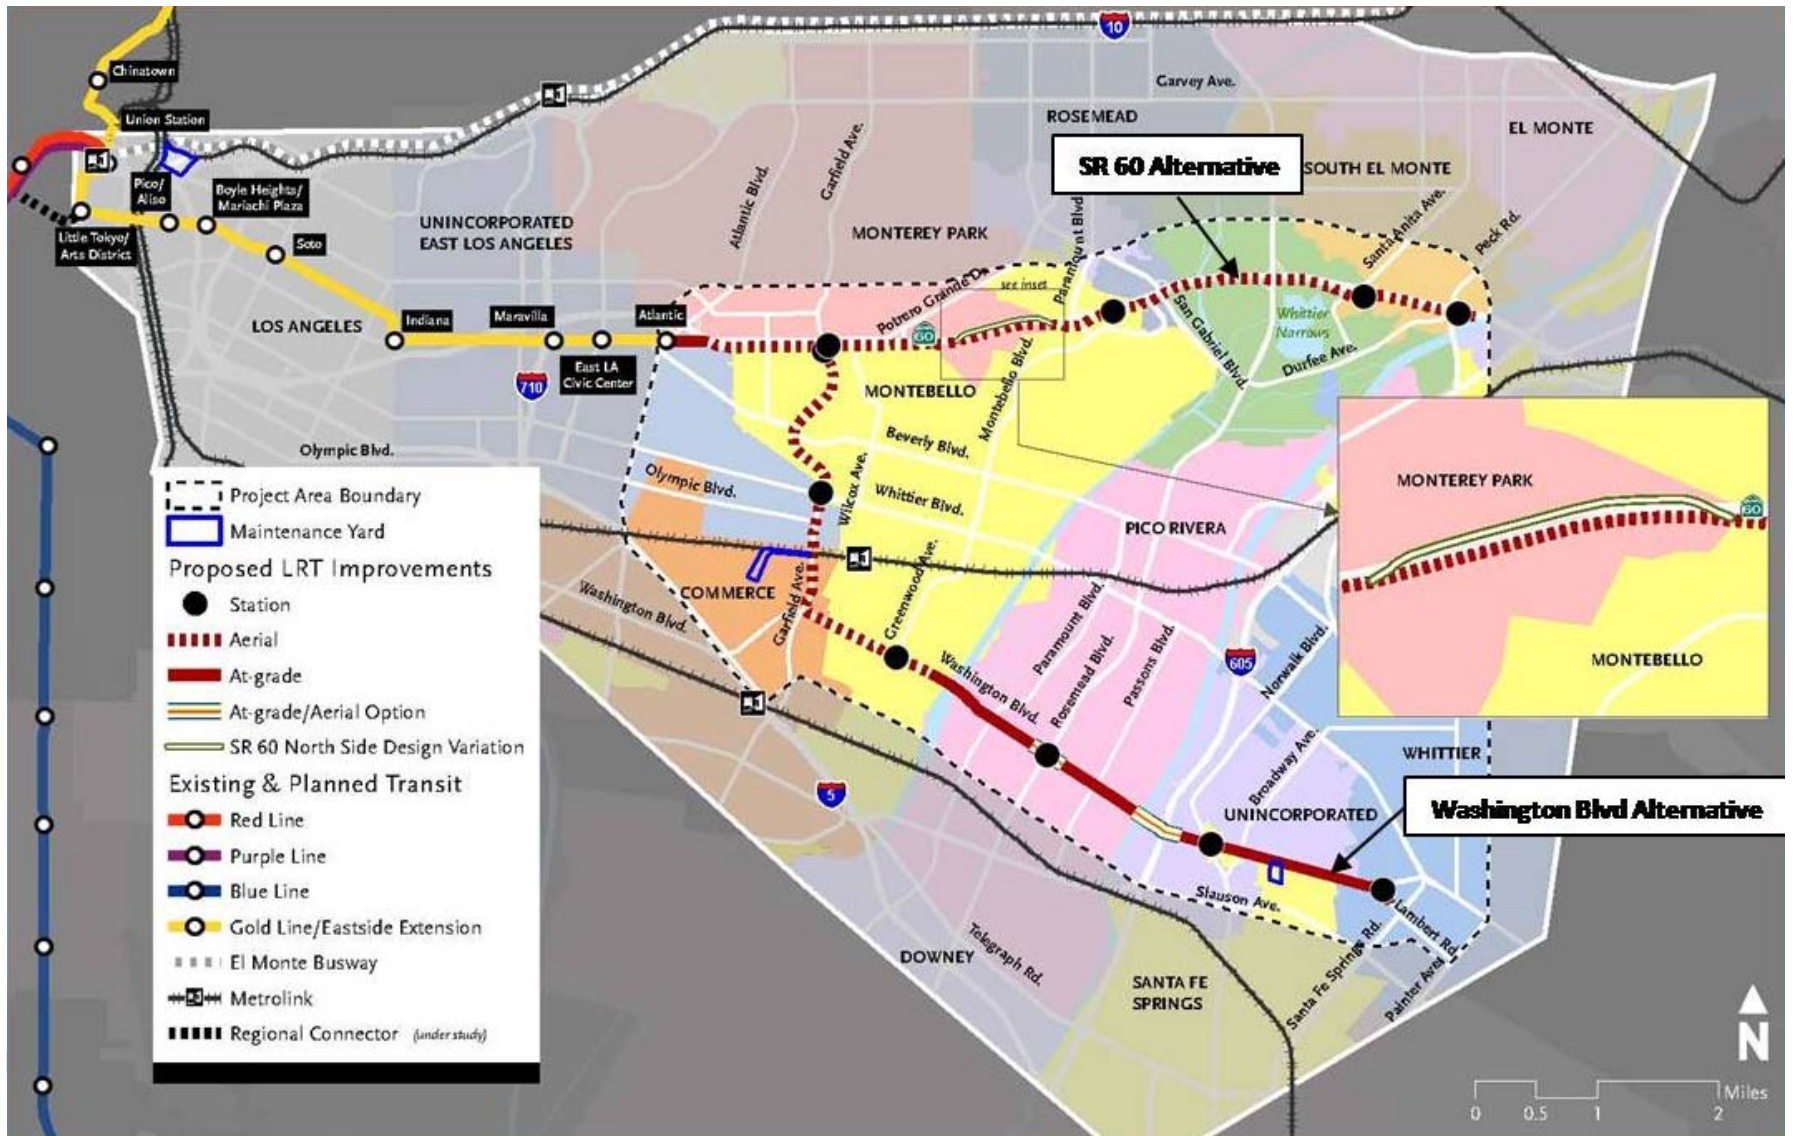 10
Chinatown
Garvey Ave.
Union Station
ROSEMEAD
EL MONTE
SR 60 Alternative
SOUTH EL MONTE
Pico/
Aliso
Boyle Heights/
Mariachi Plaza
Atlantic Blvd.
Garfield Ave.
Paramount Blvd.
Santa Anita Ave.
Peck Rd.
UNINCORPORATED
EAST LOS ANGELES
MONTEREY PARK
Little Tokyo/
Arts District
Soto
Potrero Grande Dr.
see inset
San Gabriel Blvd.
Whittier
Narrows
LOS ANGELES
Indiana
Maravilla
Atlantic
60
Durfee Ave.
East LA
Civic Center
710
MONTEBELLO
Montebello Blvd.
Beverly Blvd.
Olympic Blvd.
Olympic Blvd.
Wilcox Ave.
Whittier Blvd.
MONTEREY PARK
60
PICO RIVERA
MONTEBELLO
COMMERCE
Washington Blvd.
Garfield Ave.
Greenwood Ave.
Washington Blvd.
Paramount Blvd.
Rosemead Blvd.
Passons Blvd.
605
Norwalk Blvd.
Broadway Ave.
WHITTIER
5
UNINCORPORATED
Washington Blvd Alternative
Slauson Ave.
Lambert Rd.
Santa Fe Springs Rd.
Painter Ave.
DOWNEY
Telegraph Rd.
SANTA FE
SPRINGS
Project Area Boundary
Maintenance Yard
Proposed LRT Improvements
Station
Aerial
At-grade
At-grade/Aerial Option
SR 60 North Side Design Variation
Existing & Planned Transit
Red Line
Purple Line
Blue Line
Gold Line/Eastside Extension
El Monte Busway
Metrolink
Regional Connector (under study)
N
Miles
0 0.5 1 2